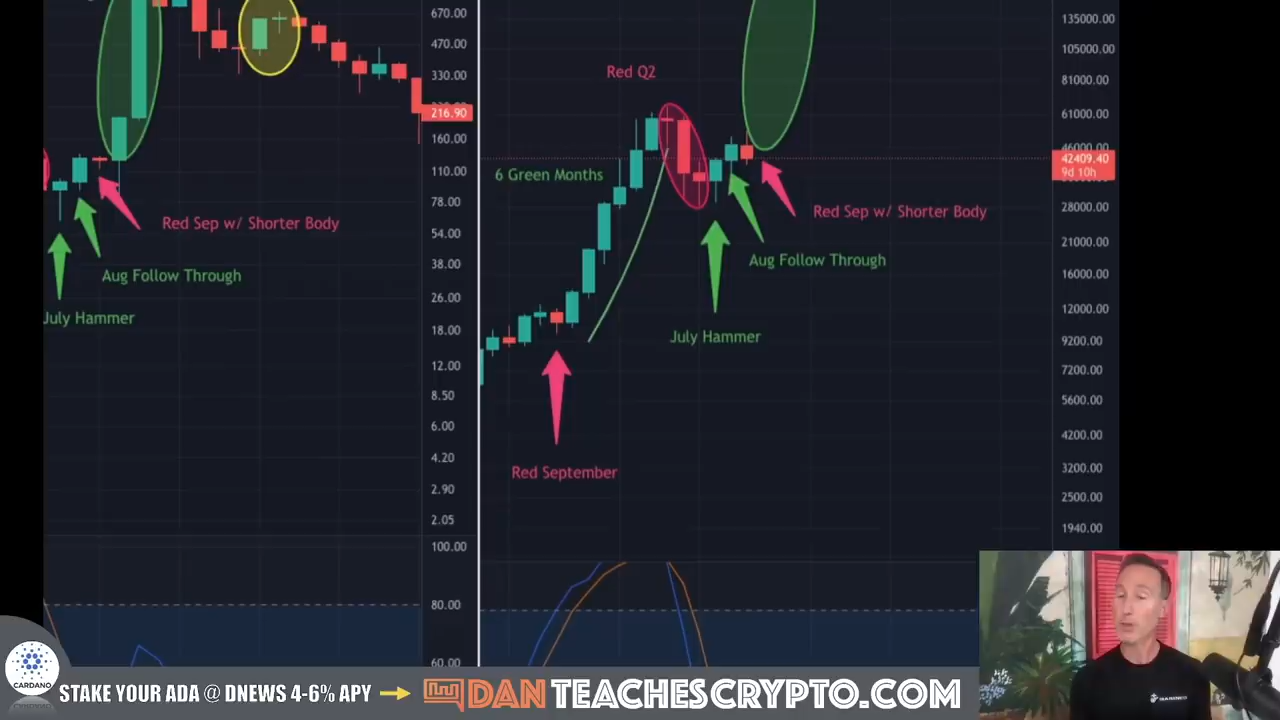 670.00
470.00
330.00
216.90
160.00
110.00
78.00
54.00
38.00
26.00
18.00
12.00
8.50
6.00
4.20
2.90
2.05
100.00
80.00
60.00
Red Sep w/ Shorter Body
Aug Follow Through
July Hammer
Red Q2
6 Green Months
Red Sep w/ Shorter Body
Aug Follow Through
July Hammer
Red September
135000.00
105000.00
81000.00
61000.00
42409.40
9d 10h
28000.00
21000.00
16000.00
12000.00
9200.00
7200.00
5600.00
4200.00
3200.00
2500.00
1940.00
CARDANO
STAKE YOUR ADA @ DNEWS 4-6% APY
DANTEACHESCRYPTO.COM